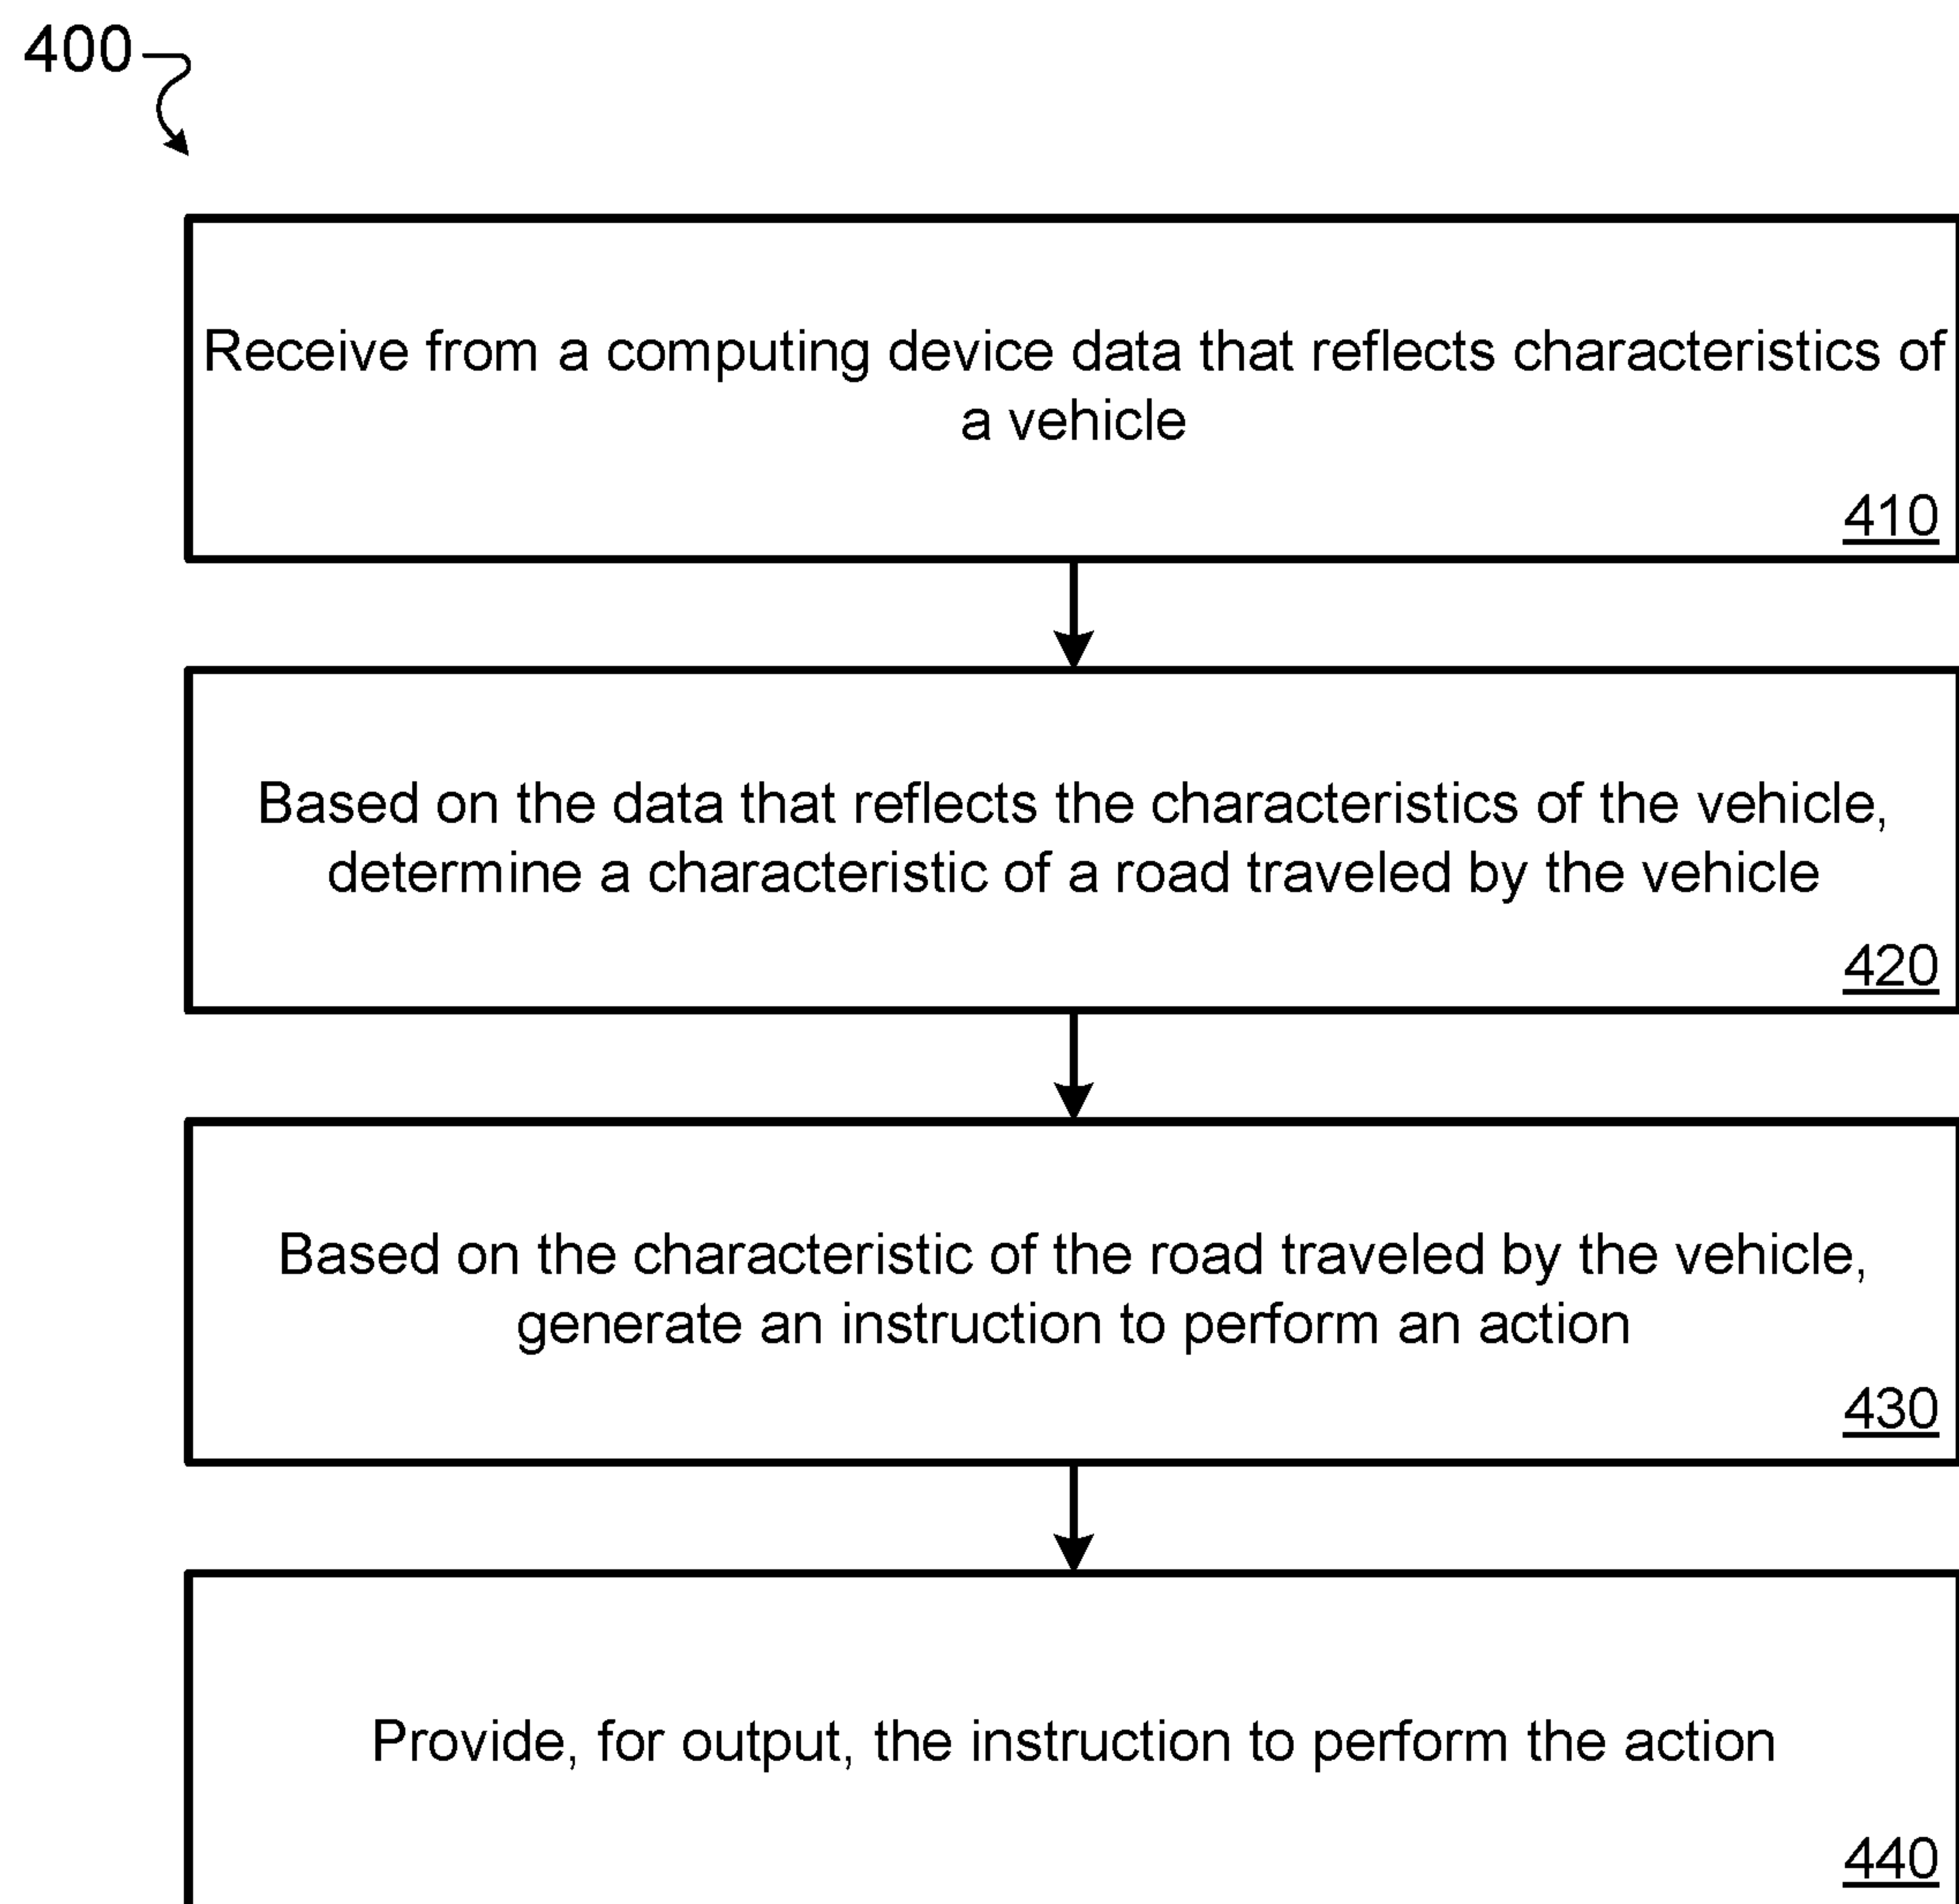 400
Receive from a computing device data that reflects characteristics of
a vehicle
410
Based on the data that reflects the characteristics of the vehicle,
determine a characteristic of a road traveled by the vehicle
420
Based on the characteristic of the road traveled by the vehicle,
generate an instruction to perform an action
430
Provide, for output, the instruction to perform the action
440